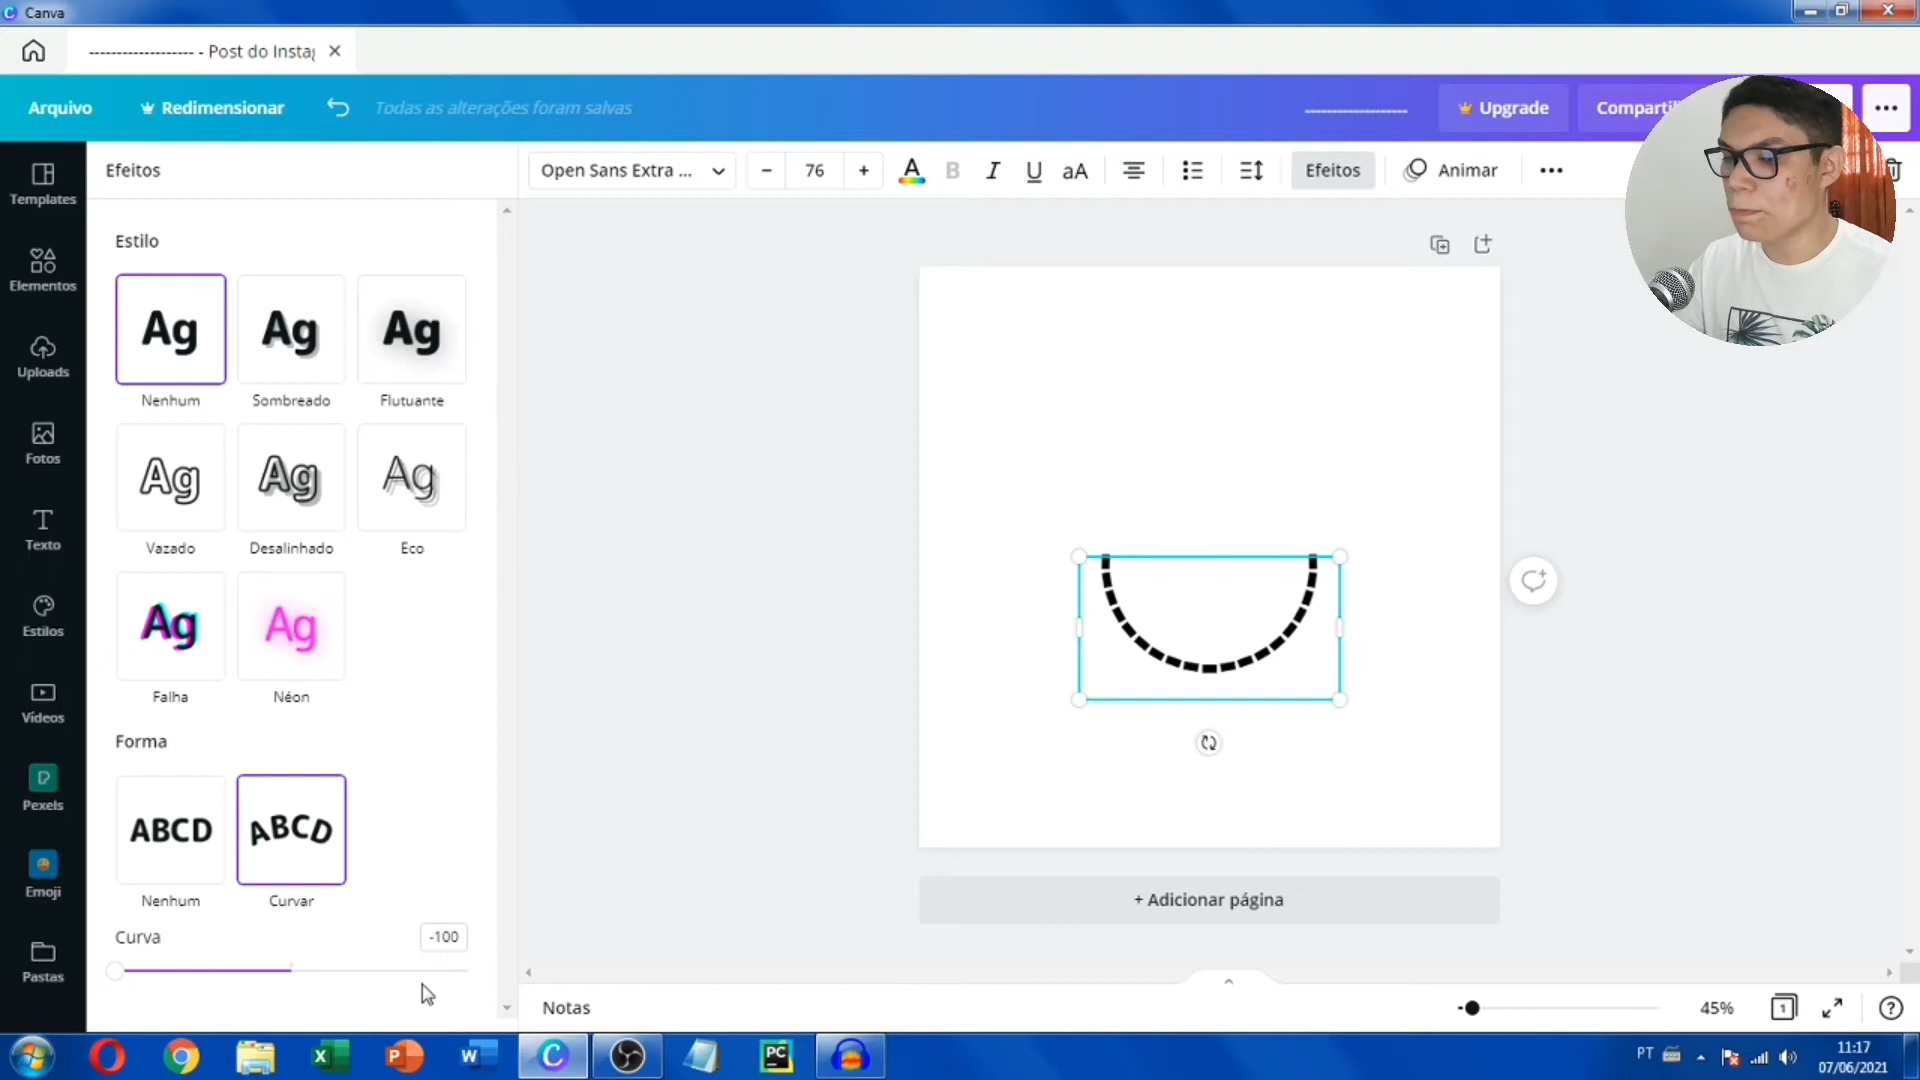 Canva
------------------- - Post do Instag
Arquivo
Redimensionar
Todas as alterações foram salvas
-------------------
Upgrade
Efeitos
Open Sans Extra ...
76
A
B
I
U
aA
Efeitos
Animar
Templates
Elementos
Uploads
Fotos
Texto
Estilos
Vídeos
Pexels
Emoji
Pastas
Estilo
Ag
Ag
Ag
Nenhum
Sombreado
Flutuante
Ag
Ag
Ag
Vazado
Desalinhado
Eco
Ag
Ag
Falha
Néon
Forma
ABCD
ABCD
Nenhum
Curvar
Curva
-100
+ Adicionar página
Notas
45%
1
PT
11:17
07/06/2021